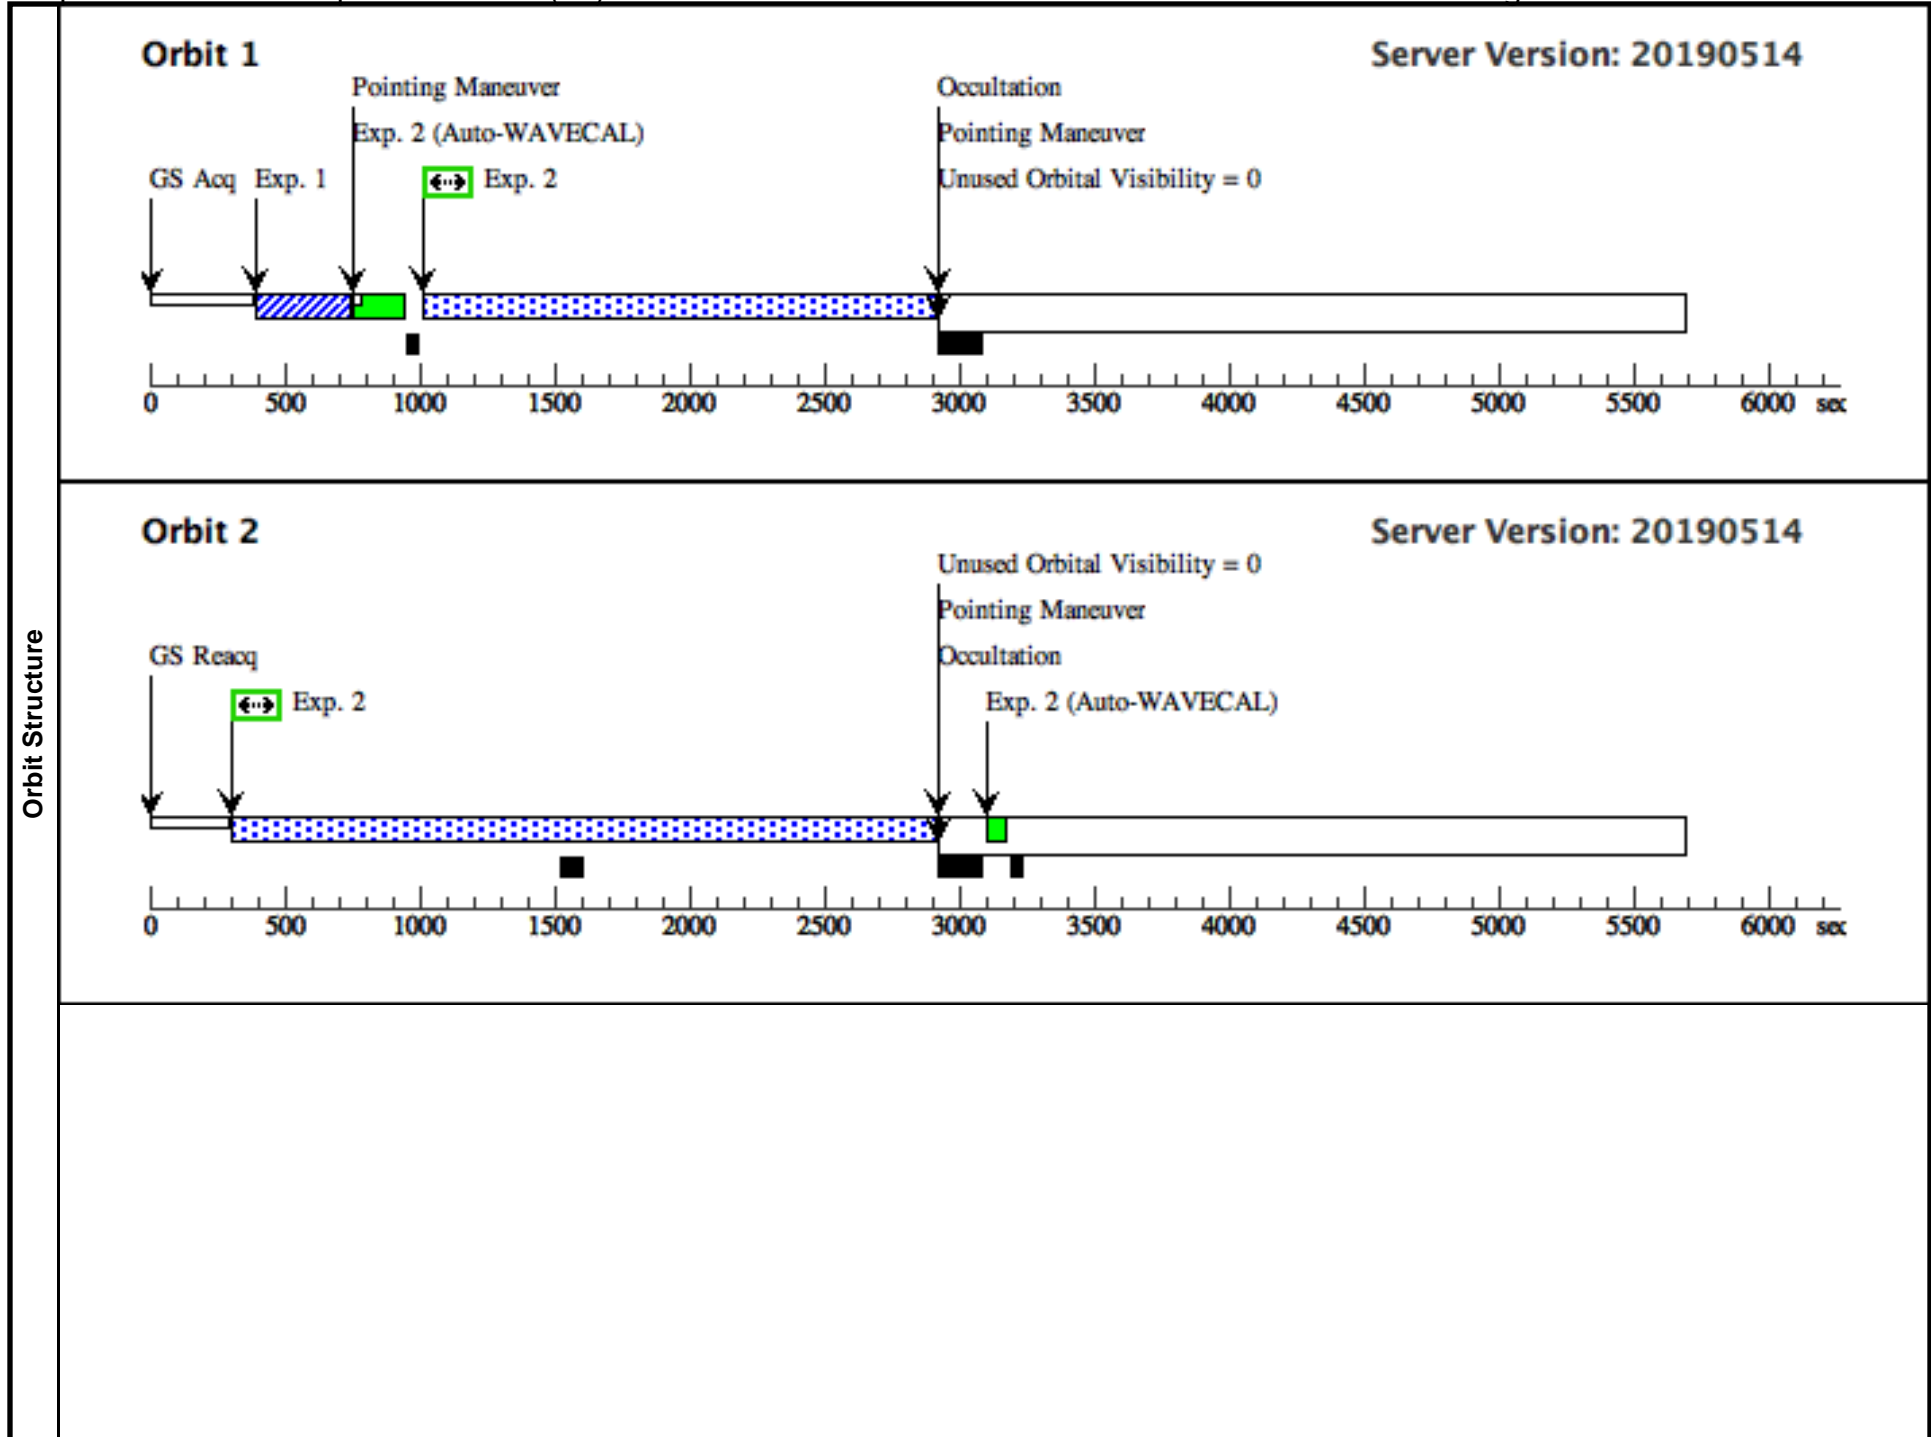 Orbit Structure
Orbit 1 Server Version: 20190514
Pointing Maneuver Occultation
Exp. 2 (Auto-WAVECAL) Pointing Maneuver
GS Acq Exp. 1 Exp. 2 Unused Orbital Visibility = 0
0 500 1000 1500 2000 2500 3000 3500 4000 4500 5000 5500 6000 sec
Orbit 2 Server Version: 20190514
Unused Orbital Visibility = 0
Pointing Maneuver
GS Reacq Occultation
Exp. 2 Exp. 2 (Auto-WAVECAL)
0 500 1000 1500 2000 2500 3000 3500 4000 4500 5000 5500 6000 sec